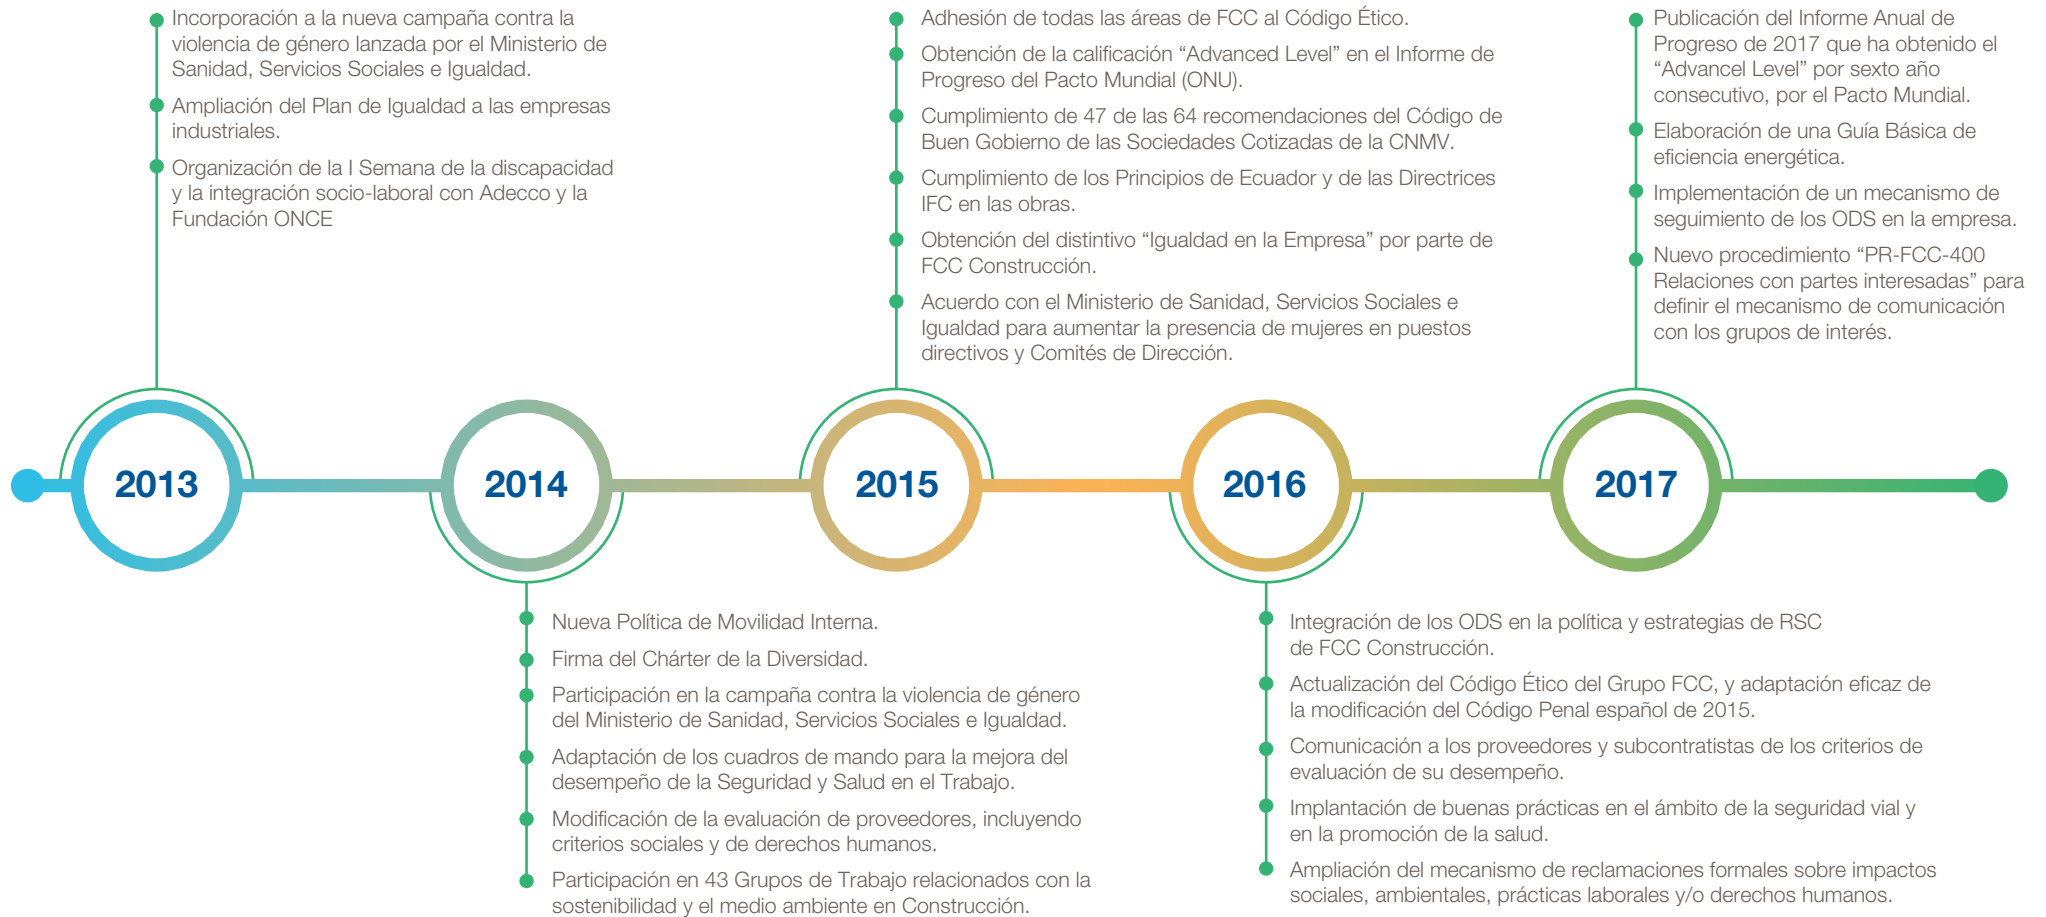 Incorporación a la nueva campaña contra la
violencia de género lanzada por el Ministerio de
Sanidad, Servicios Sociales e Igualdad.
Ampliación del Plan de Igualdad a las empresas
industriales.
Organización de la I Semana de la discapacidad
y la integración socio-laboral con Adecco y la
Fundación ONCE
Adhesión de todas las áreas de FCC al Código Ético.
Obtención de la calificación “Advanced Level” en el Informe de
Progreso del Pacto Mundial (ONU).
Cumplimiento de 47 de las 64 recomendaciones del Código de
Buen Gobierno de las Sociedades Cotizadas de la CNMV.
Cumplimiento de los Principios de Ecuador y de las Directrices
IFC en las obras.
Obtención del distintivo “Igualdad en la Empresa” por parte de
FCC Construcción.
Acuerdo con el Ministerio de Sanidad, Servicios Sociales e
Igualdad para aumentar la presencia de mujeres en puestos
directivos y Comités de Dirección.
Publicación del Informe Anual de
Progreso de 2017 que ha obtenido el
“Advancel Level” por sexto año
consecutivo, por el Pacto Mundial.
Elaboración de una Guía Básica de
eficiencia energética.
Implementación de un mecanismo de
seguimiento de los ODS en la empresa.
Nuevo procedimiento “PR-FCC-400
Relaciones con partes interesadas” para
definir el mecanismo de comunicación
con los grupos de interés.
2013
2014
2015
2016
2017
Nueva Política de Movilidad Interna.
Firma del Chárter de la Diversidad.
Participación en la campaña contra la violencia de género
del Ministerio de Sanidad, Servicios Sociales e Igualdad.
Adaptación de los cuadros de mando para la mejora del
desempeño de la Seguridad y Salud en el Trabajo.
Modificación de la evaluación de proveedores, incluyendo
criterios sociales y de derechos humanos.
Participación en 43 Grupos de Trabajo relacionados con la
sostenibilidad y el medio ambiente en Construcción.
Integración de los ODS en la política y estrategias de RSC
de FCC Construcción.
Actualización del Código Ético del Grupo FCC, y adaptación eficaz de
la modificación del Código Penal español de 2015.
Comunicación a los proveedores y subcontratistas de los criterios de
evaluación de su desempeño.
Implantación de buenas prácticas en el ámbito de la seguridad vial y
en la promoción de la salud.
Ampliación del mecanismo de reclamaciones formales sobre impactos
sociales, ambientales, prácticas laborales y/o derechos humanos.